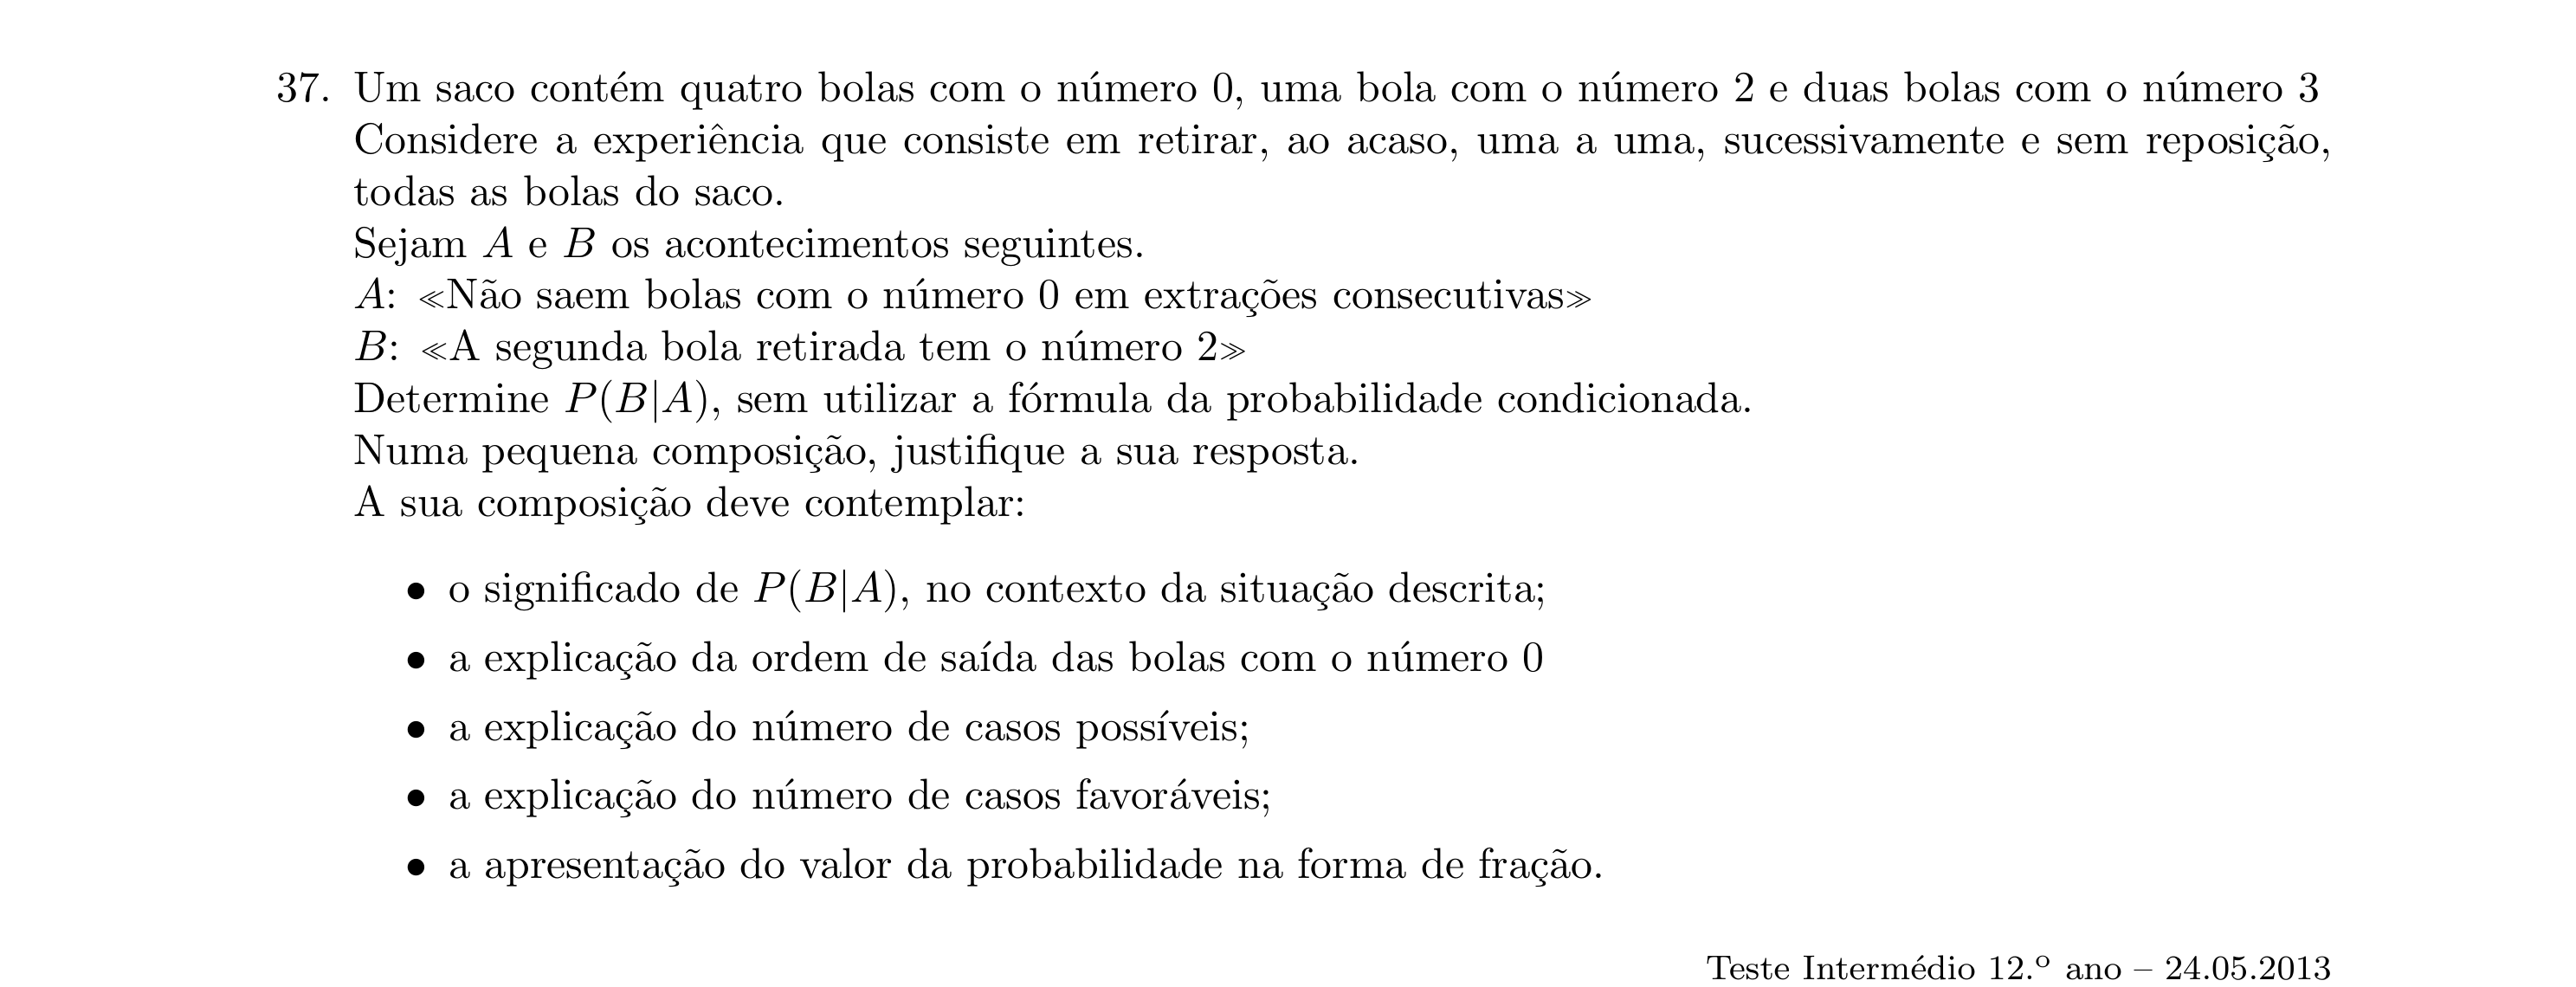 37. Um saco contém quatro bolas com o número 0, uma bola com o número 2 e duas bolas com o número 3
Considere a experiência que consiste em retirar, ao acaso, uma a uma, sucessivamente e sem reposição,
todas as bolas do saco.
Sejam A e B os acontecimentos seguintes.
A: ≪Não saem bolas com o número 0 em extrações consecutivas≫
B: ≪A segunda bola retirada tem o número 2≫
Determine P(B|A), sem utilizar a fórmula da probabilidade condicionada.
Numa pequena composição, justifique a sua resposta.
A sua composição deve contemplar:
• o significado de P(B|A), no contexto da situação descrita;
• a explicação da ordem de saída das bolas com o número 0
• a explicação do número de casos possíveis;
• a explicação do número de casos favoráveis;
• a apresentação do valor da probabilidade na forma de fração.
Teste Intermédio 12.º ano – 24.05.2013